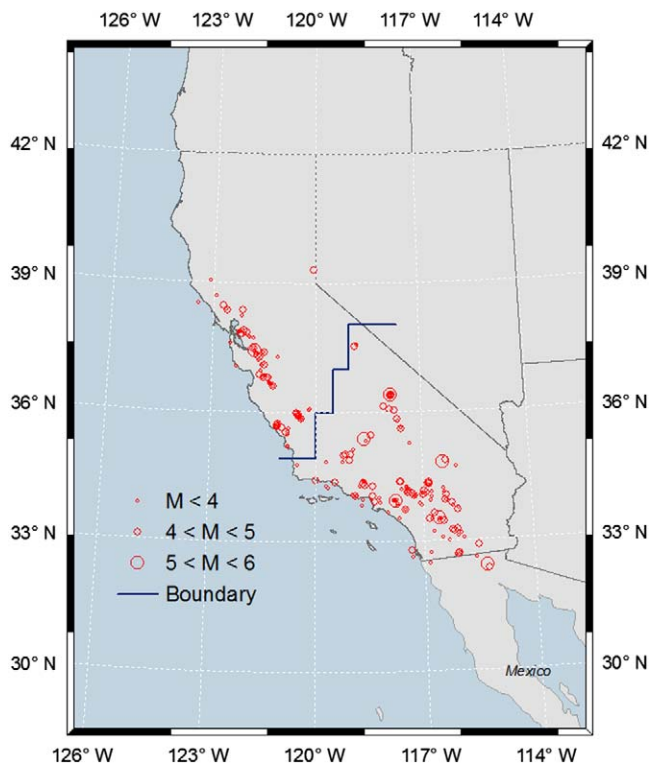 126° W 123° W 120° W 117° W 114° W
42° N 42° N
39° N 39° N
36° N 36° N
M < 4
4 < M < 5
33° N 33° N
5 < M < 6
Boundary
30° N 30° N
Mexico
126° W 123° W 120° W 117° W 114° W